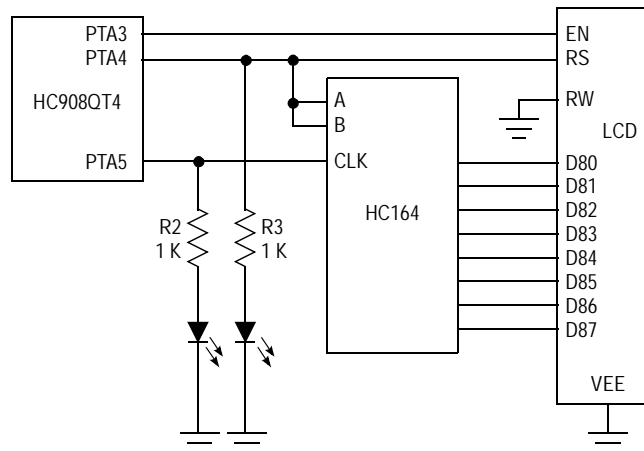 PTA3
PTA4
HC908QT4
PTA5
R2
1 K
R3
1 K
A
B
CLK
HC164
EN
RS
RW
LCD
D80
D81
D82
D83
D84
D85
D86
D87
VEE